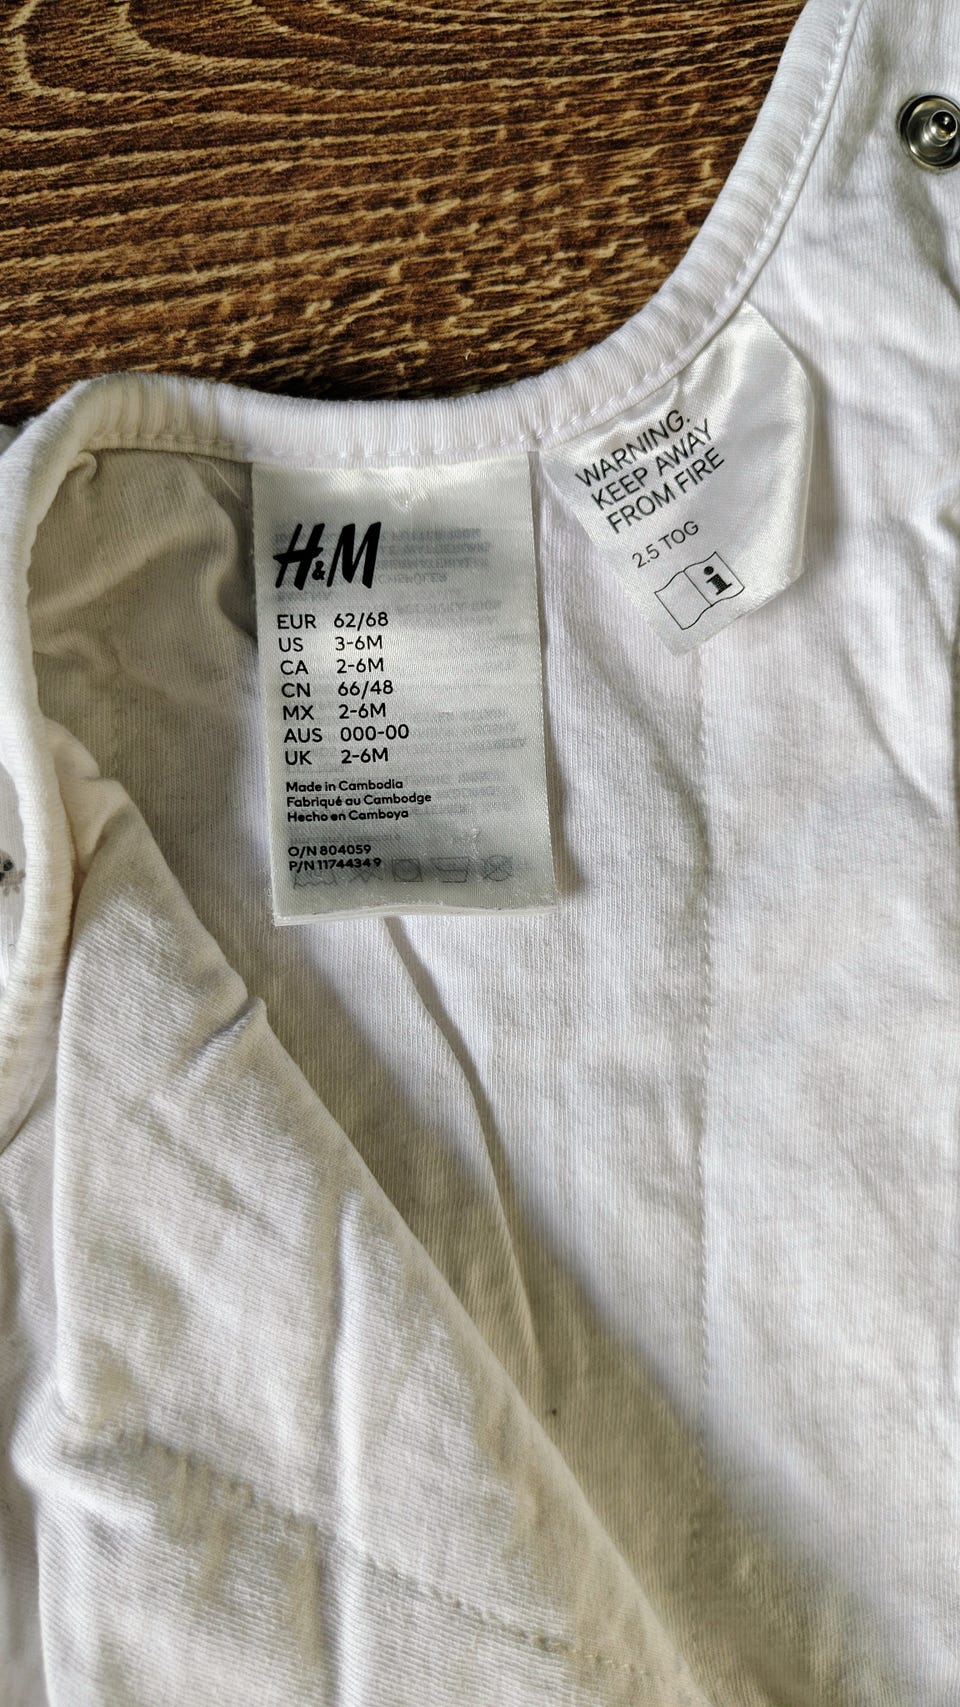 H&M
EUR 62/68
US 3-6M
CA 2-6M
CN 66/48
MX 2-6M
AUS 000-00
UK 2-6M
Made in Cambodia
Fabriqué au Cambodge
Hecho en Camboya
O/N 804059
P/N 11744349
WARNING.
KEEP AWAY
FROM FIRE
2.5 TOG
i